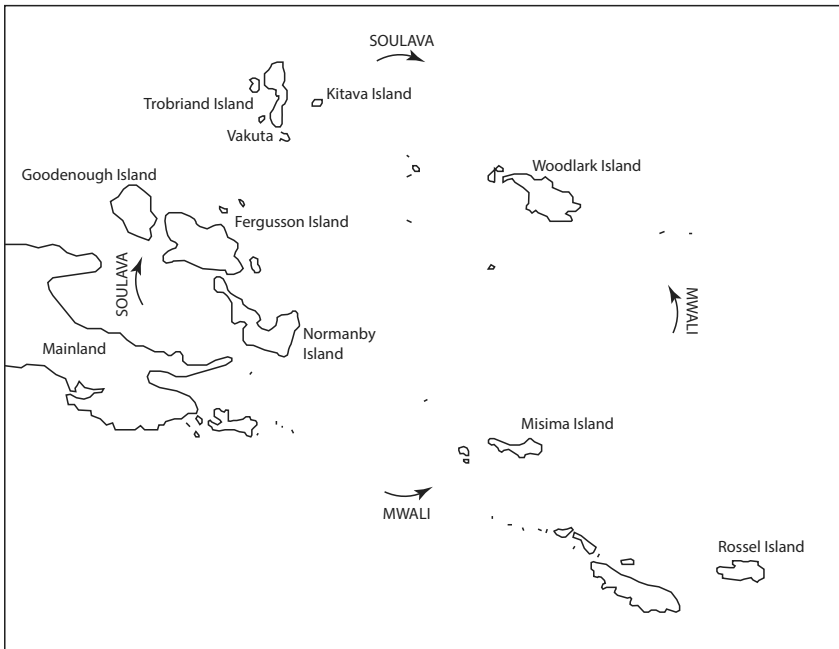 SOULAVA
Trobriand Island
Kitava Island
Vakuta
Woodlark Island
Goodenough Island
Fergusson Island
SOULAVA
MWALI
Normanby
Island
Mainland
Misima Island
MWALI
Rossel Island